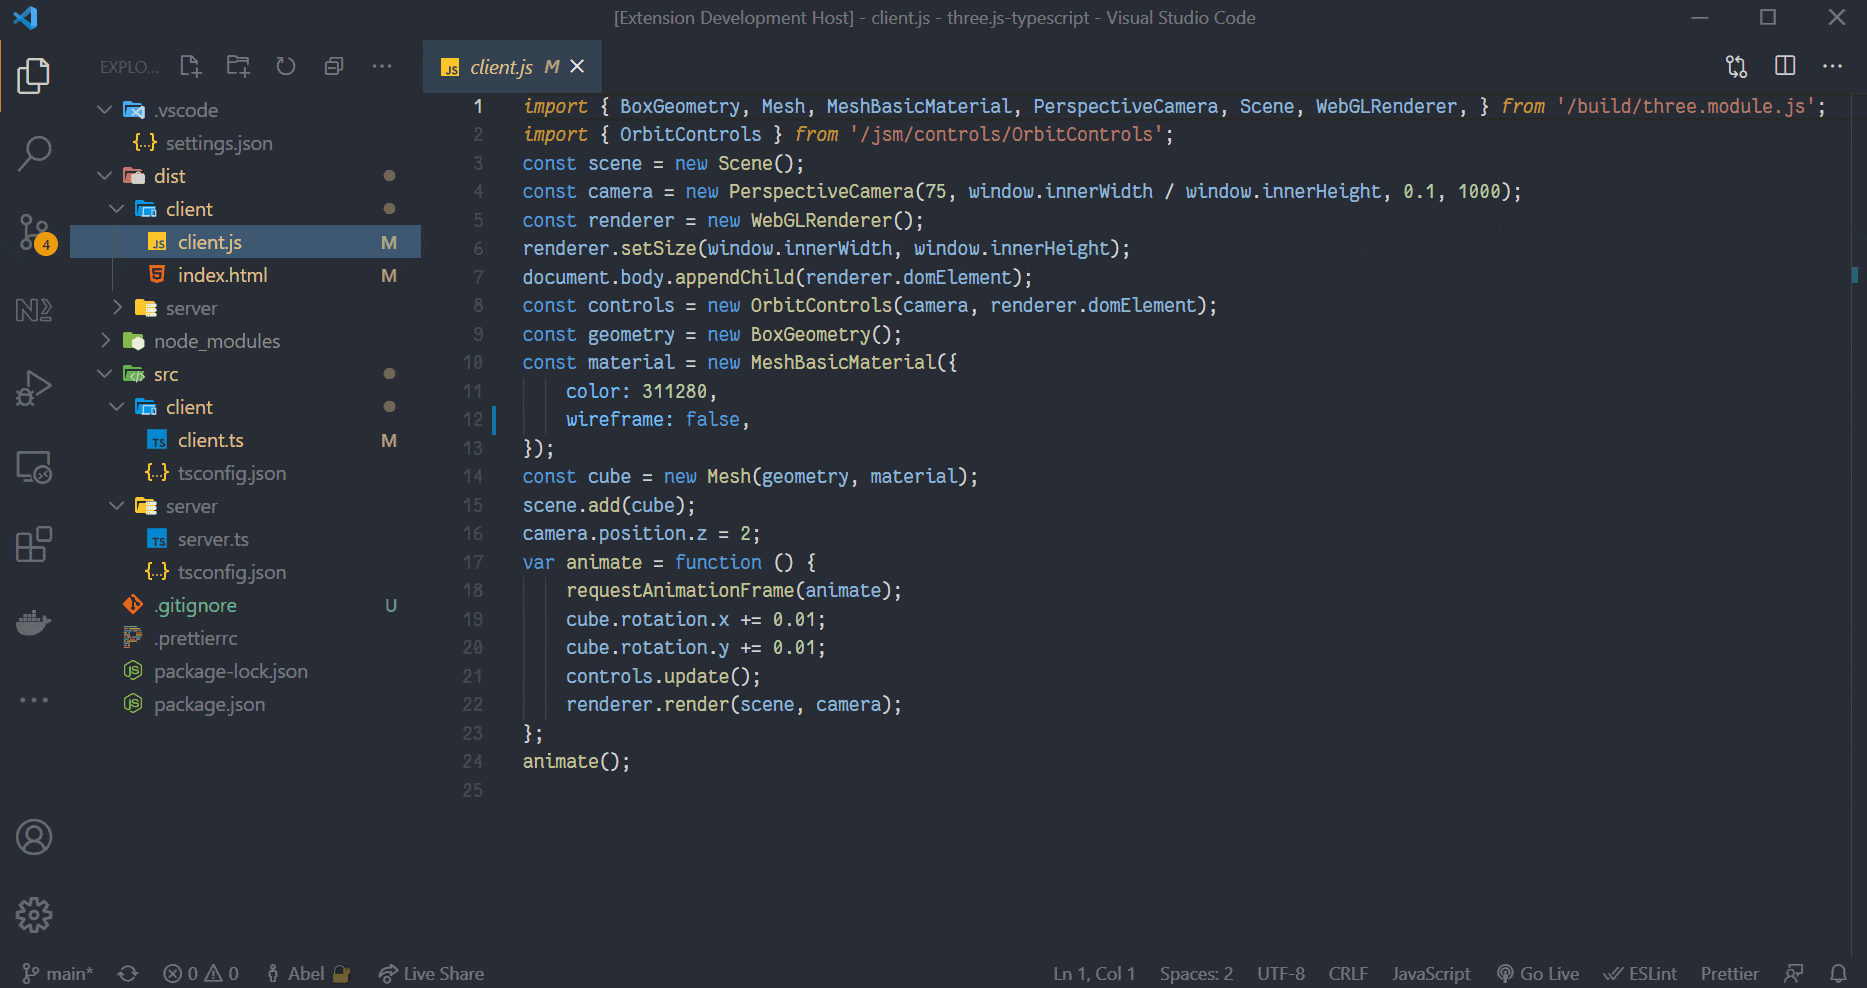 [Extension Development Host] - client.js - three.js-typescript - Visual Studio Code
EXPLO...
client.js M
.vscode
settings.json
dist
client
client.js M
index.html M
server
node_modules
src
client
client.ts M
tsconfig.json
server
server.ts
tsconfig.json
.gitignore U
.prettierrc
package-lock.json
package.json
4
1 import { BoxGeometry, Mesh, MeshBasicMaterial, PerspectiveCamera, Scene, WebGLRenderer, } from '/build/three.module.js';
2 import { OrbitControls } from '/jsm/controls/OrbitControls';
3 const scene = new Scene();
4 const camera = new PerspectiveCamera(75, window.innerWidth / window.innerHeight, 0.1, 1000);
5 const renderer = new WebGLRenderer();
6 renderer.setSize(window.innerWidth, window.innerHeight);
7 document.body.appendChild(renderer.domElement);
8 const controls = new OrbitControls(camera, renderer.domElement);
9 const geometry = new BoxGeometry();
10 const material = new MeshBasicMaterial({
11     color: 311280,
12     wireframe: false,
13 });
14 const cube = new Mesh(geometry, material);
15 scene.add(cube);
16 camera.position.z = 2;
17 var animate = function () {
18     requestAnimationFrame(animate);
19     cube.rotation.x += 0.01;
20     cube.rotation.y += 0.01;
21     controls.update();
22     renderer.render(scene, camera);
23 };
24 animate();
25
main* 0 0 Abel Live Share Ln 1, Col 1 Spaces: 2 UTF-8 CRLF JavaScript Go Live ESLint Prettier